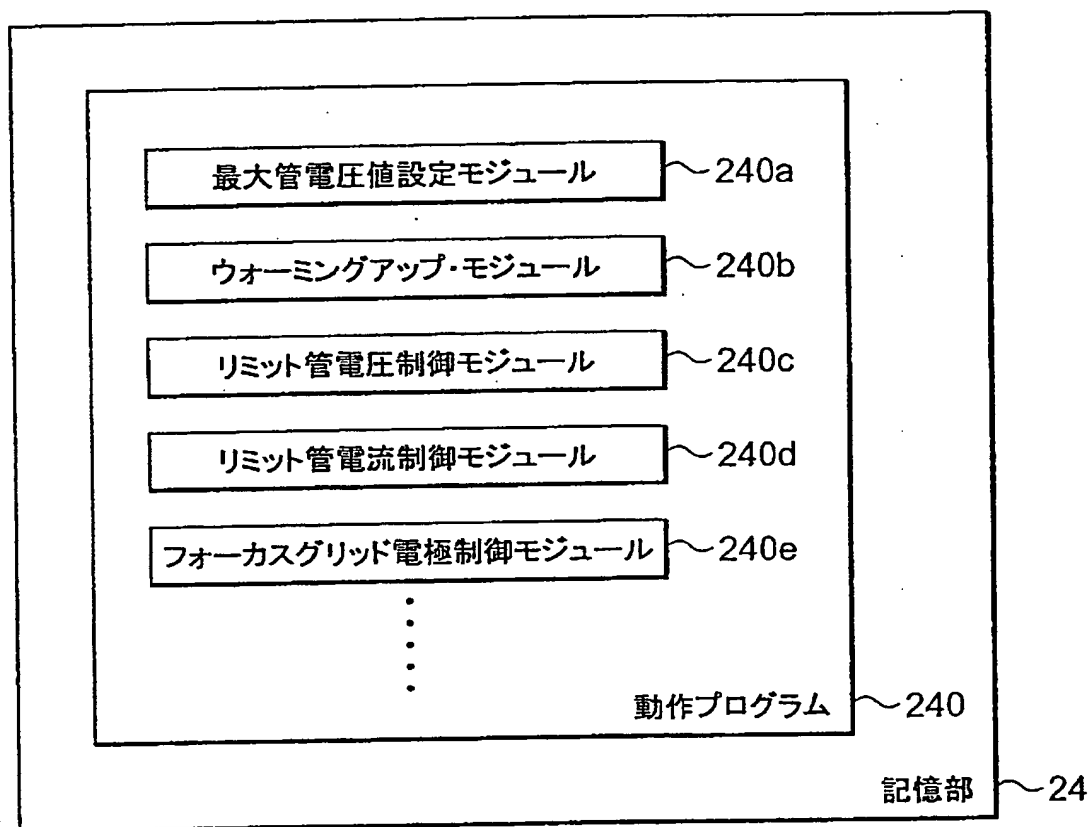 最大管電圧値設定モジュール 240a
ウォーミングアップ・モジュール 240b
リミット管電圧制御モジュール 240c
リミット管電流制御モジュール 240d
フォーカスグリッド電極制御モジュール 240e
動作プログラム 240
記憶部 24